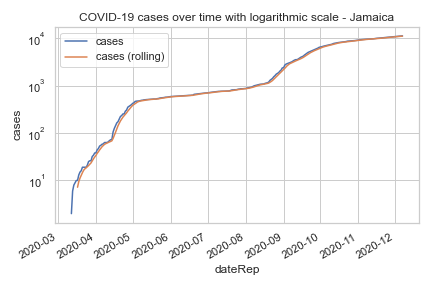 COVID-19 cases over time with logarithmic scale - Jamaica
cases
cases (rolling)
10⁴
10³
10²
10¹
cases
2020-03
2020-04
2020-05
2020-06
2020-07
2020-08
2020-09
2020-10
2020-11
2020-12
dateRep